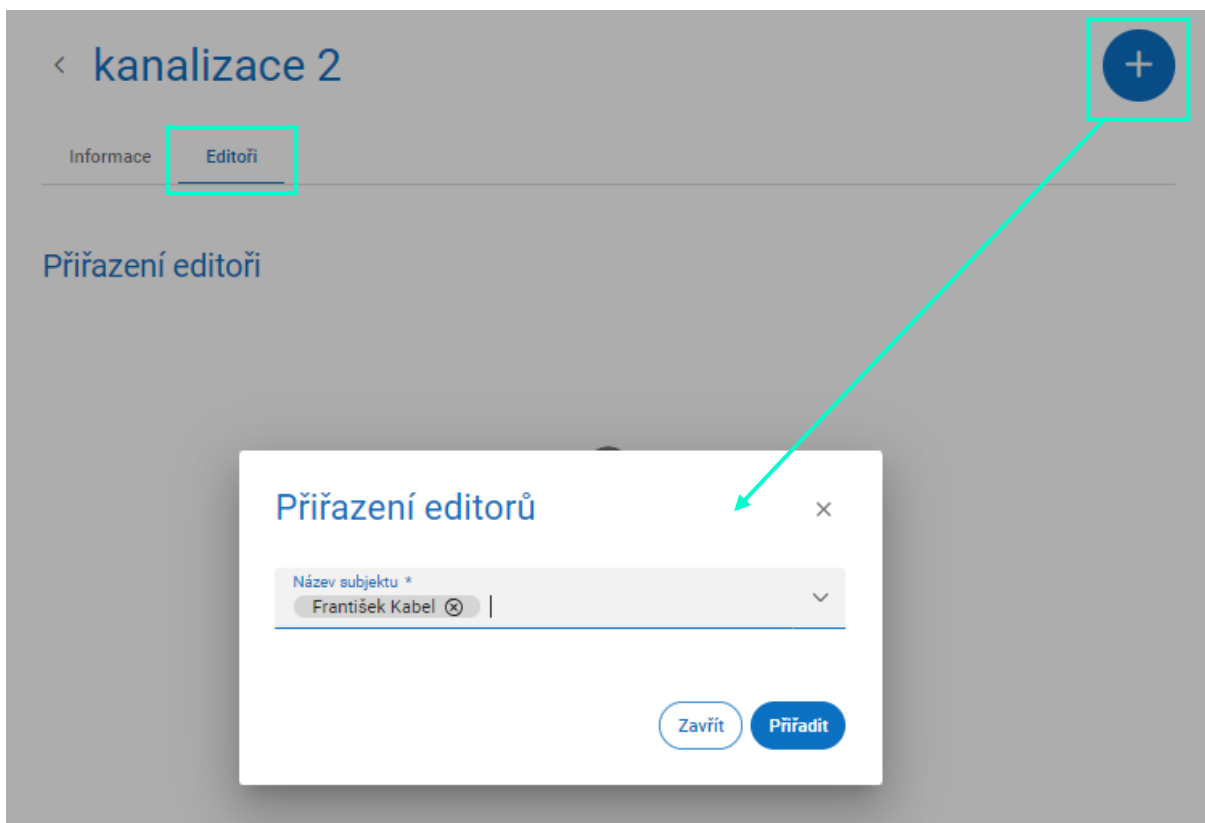 kanalizace 2
Informace
Editoři
Přiřazení editoři
Přiřazení editorů
Název subjektu *
František Kabel
Zavřít
Přiřadit